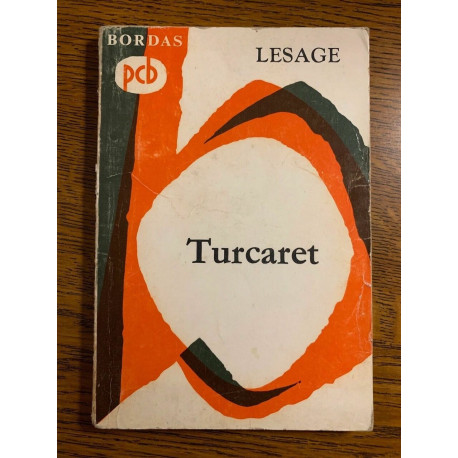 BORDAS
pcb
LESAGE
Turcaret